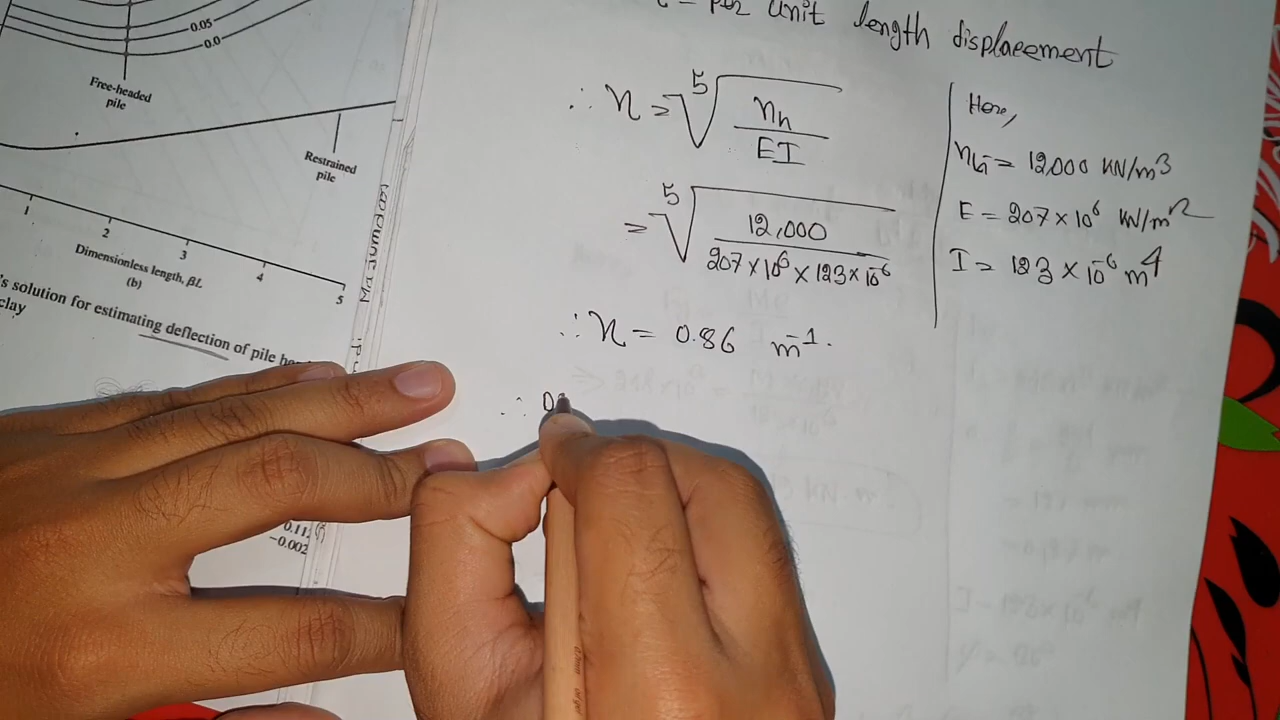 0.05
0.0
Free-headed
pile
Restrained
pile
1
2
3
4
5
Dimensionless length, βL
(b)
's solution for estimating deflection of pile
clay
Majumdar
0.11
-0.002
per unit length displacement
∴ η = ⁵√(ηh / EI)
= ⁵√(12,000 / 207×10⁶×123×10⁻⁶)
∴ η = 0.86 m⁻¹.
∴
Here,
= 12,000 KN/m³
E = 207×10⁶ KN/m²
I = 123×10⁻⁶ m⁴